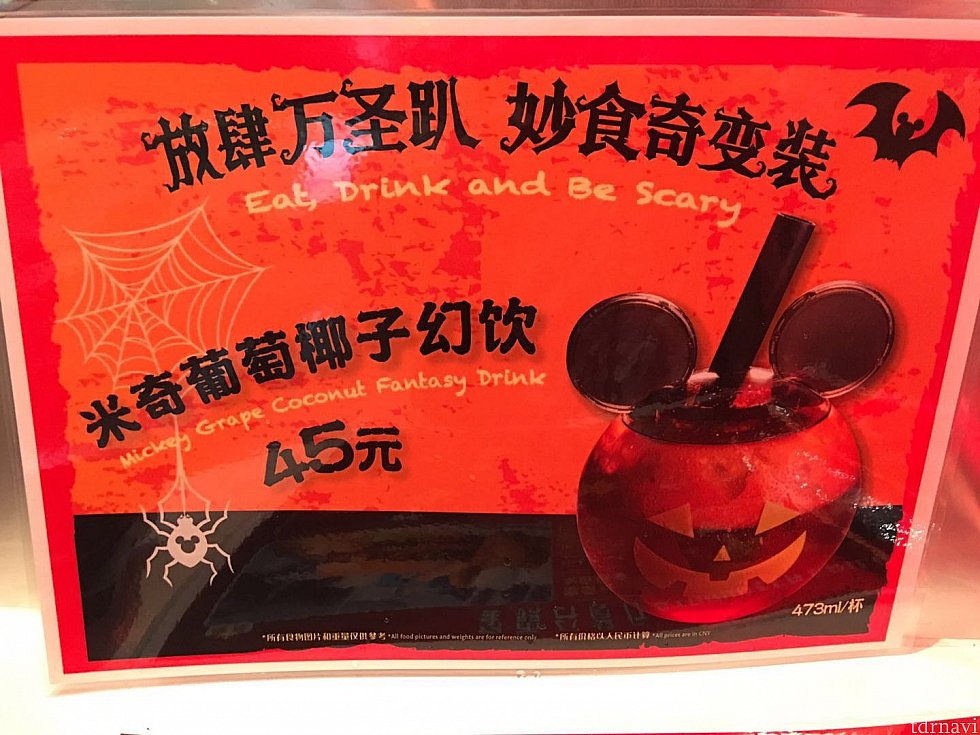 放肆万圣趴 妙食奇变装
Eat, Drink and Be Scary
米奇葡萄椰子幻饮
Mickey Grape Coconut Fantasy Drink
45元
473ml/杯
*所有食物图片和重量仅供参考 *All food pictures and weights are for reference only *所有价格以人民币计算 *All prices are in CNY
tdrnavi